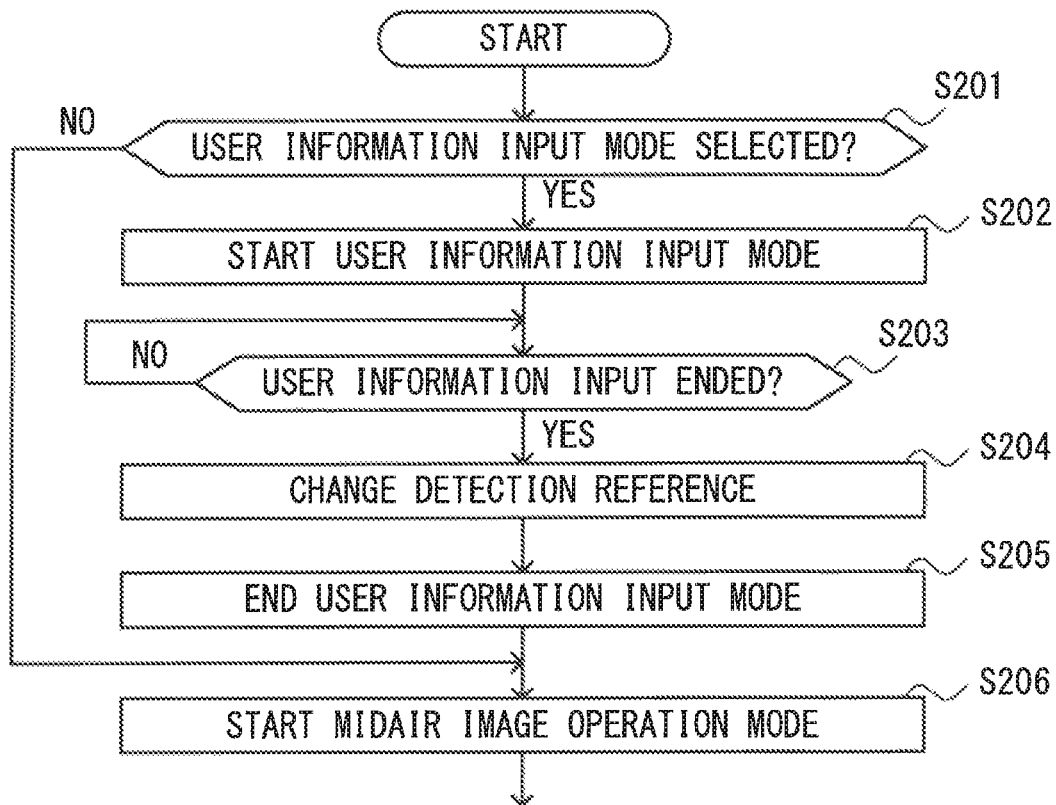 START
S201
NO
USER INFORMATION INPUT MODE SELECTED?
YES
S202
START USER INFORMATION INPUT MODE
S203
NO
USER INFORMATION INPUT ENDED?
YES
S204
CHANGE DETECTION REFERENCE
S205
END USER INFORMATION INPUT MODE
S206
START MIDAIR IMAGE OPERATION MODE